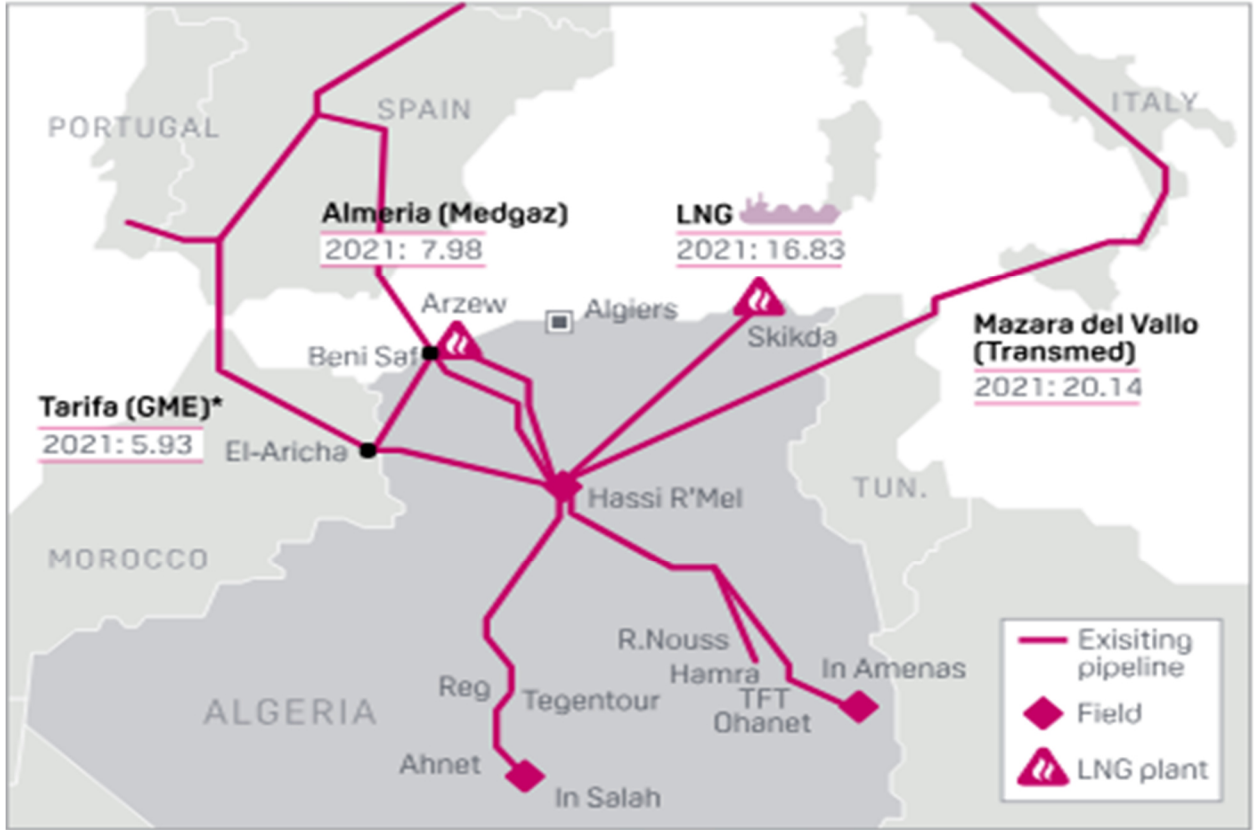 PORTUGAL
SPAIN
ITALY
Almeria (Medgaz)
2021: 7.98
LNG
2021: 16.83
Arzew
Algiers
Skikda
Beni Saf
Mazara del Vallo
(Transmed)
2021: 20.14
Tarifa (GME)*
2021: 5.93
El-Aricha
Hassi R'Mel
TUN.
MOROCCO
R.Nouss
Hamra
In Amenas
TFT
Ohanet
Reg
Tegentour
ALGERIA
Ahnet
In Salah
Exisiting
pipeline
Field
LNG plant